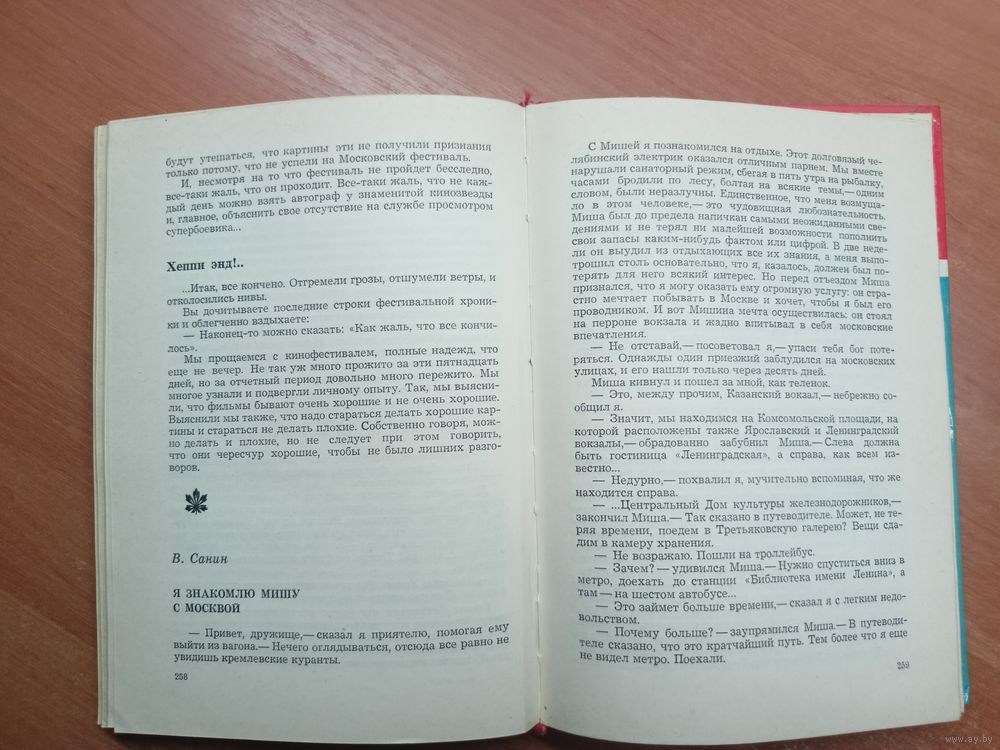 будут утешаться, что картины эти не получили признания
только потому, что не успели на Московский фестиваль.
И, несмотря на то что фестиваль не пройдет бесследно,
все-таки жаль, что он проходит. Все-таки жаль, что не каж-
дый день можно взять автограф у знаменитой кинозвезды
и, главное, объяснить свое отсутствие на службе просмотром
супербоевика...
Хеппи энд!..
...Итак, все кончено. Отгремели грозы, отшумели ветры, и
отколосились нивы.
Вы дочитываете последние строки фестивальной хрони-
ки и облегченно вздыхаете:
— Наконец-то можно сказать: «Как жаль, что все кончи-
лось».
Мы прощаемся с кинофестивалем, полные надежд, что
еще не вечер. Не так уж много прожито за эти пятнадцать
дней, но за отчетный период довольно много пережито. Мы
многое узнали и подвергли личному опыту. Так, мы выясни-
ли, что фильмы бывают очень хорошие и не очень хорошие.
Выяснили мы также, что надо стараться делать хорошие кар-
тины и стараться не делать плохие. Собственно говоря, мож-
но делать и плохие, но не следует при этом говорить,
что они чересчур хорошие, чтобы не было лишних разго-
воров.
В. Санин
Я ЗНАКОМЛЮ МИШУ
С МОСКВОЙ
— Привет, дружище,— сказал я приятелю, помогая ему
выйти из вагона.— Нечего оглядываться, отсюда все равно не
увидишь кремлевские куранты.
258
С Мишей я познакомился на отдыхе. Этот долговязый че-
лябинский электрик оказался отличным парнем. Мы вместе
нарушали санаторный режим, сбегая в пять утра на рыбалку,
часами бродили по лесу, болтая на всякие темы,— одним
словом, были неразлучны. Единственное, что меня возмуща-
ло в этом человеке,— это чудовищная любознательность.
Миша был до предела напичкан самыми неожиданными све-
дениями и не терял ни малейшей возможности пополнить
свои запасы каким-нибудь фактом или цифрой. В две неде-
ли он выудил из отдыхающих все их знания, а меня выпо-
трошил столь основательно, что я, казалось, должен был по-
терять для него всякий интерес. Но перед отъездом Миша
признался, что я могу оказать ему огромную услугу: он стра-
стно мечтает побывать в Москве и хочет, чтобы я был его
проводником. И вот Мишина мечта осуществилась: он стоял
на перроне вокзала и жадно впитывал в себя московские
впечатления.
— Не отставай,— посоветовал я,— упаси тебя бог поте-
ряться. Однажды один приезжий заблудился на московских
улицах, и его нашли только через десять дней.
Миша кивнул и пошел за мной, как теленок.
— Это, между прочим, Казанский вокзал,— небрежно со-
общил я.
— Значит, мы находимся на Комсомольской площади, на
которой расположены также Ярославский и Ленинградский
вокзалы,— обрадованно забубнил Миша.— Слева должна
быть гостиница «Ленинградская», а справа, как всем из-
вестно...
— Недурно,— похвалил я, мучительно вспоминая, что же
находится справа.
— ...Центральный Дом культуры железнодорожников,—
закончил Миша.— Так сказано в путеводителе. Может, не те-
ряя времени, поедем в Третьяковскую галерею? Вещи сда-
дим в камеру хранения.
— Не возражаю. Пошли на троллейбус.
— Зачем? — удивился Миша.— Нужно спуститься вниз в
метро, доехать до станции «Библиотека имени Ленина», а
там — на шестом автобусе...
— Это займет больше времени,— сказал я с легким недо-
вольством.
— Почему больше? — заупрямился Миша.— В путеводи-
теле сказано, что это кратчайший путь. Тем более что я еще
не видел метро. Поехали.
259
www.ay.by